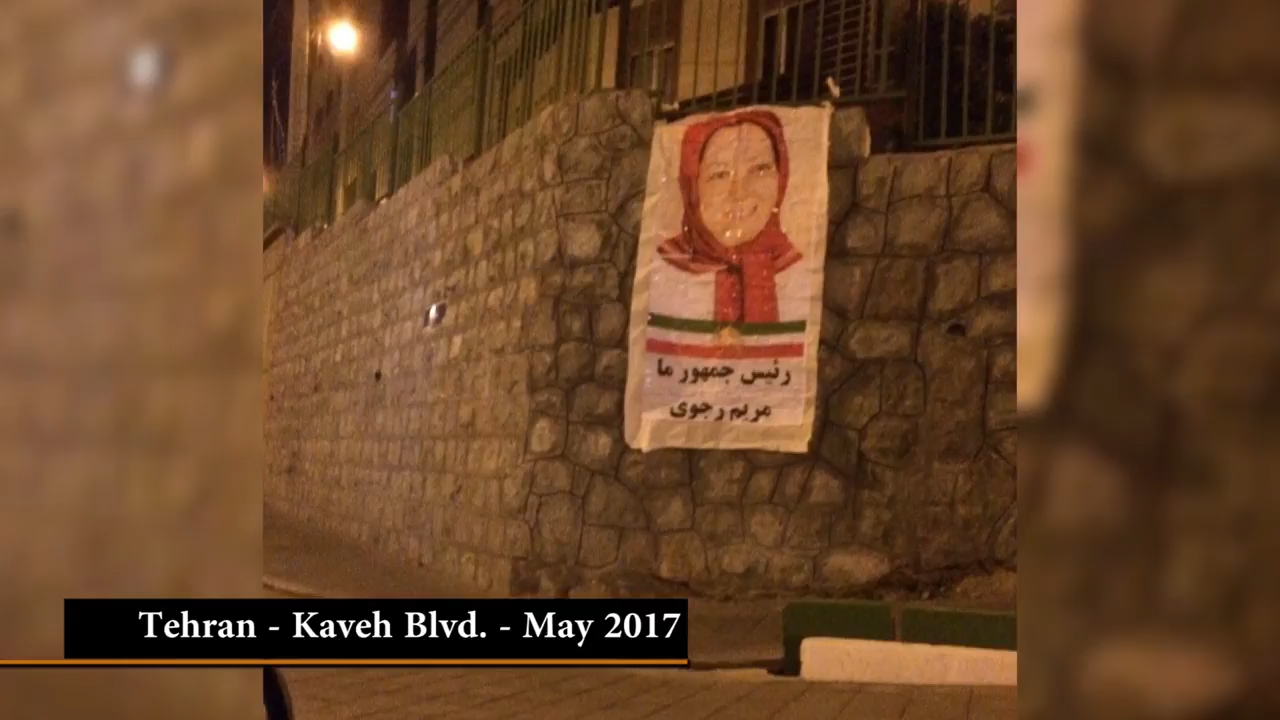 رئیس جمهور ما
مریم رجوی
Tehran - Kaveh Blvd. - May 2017